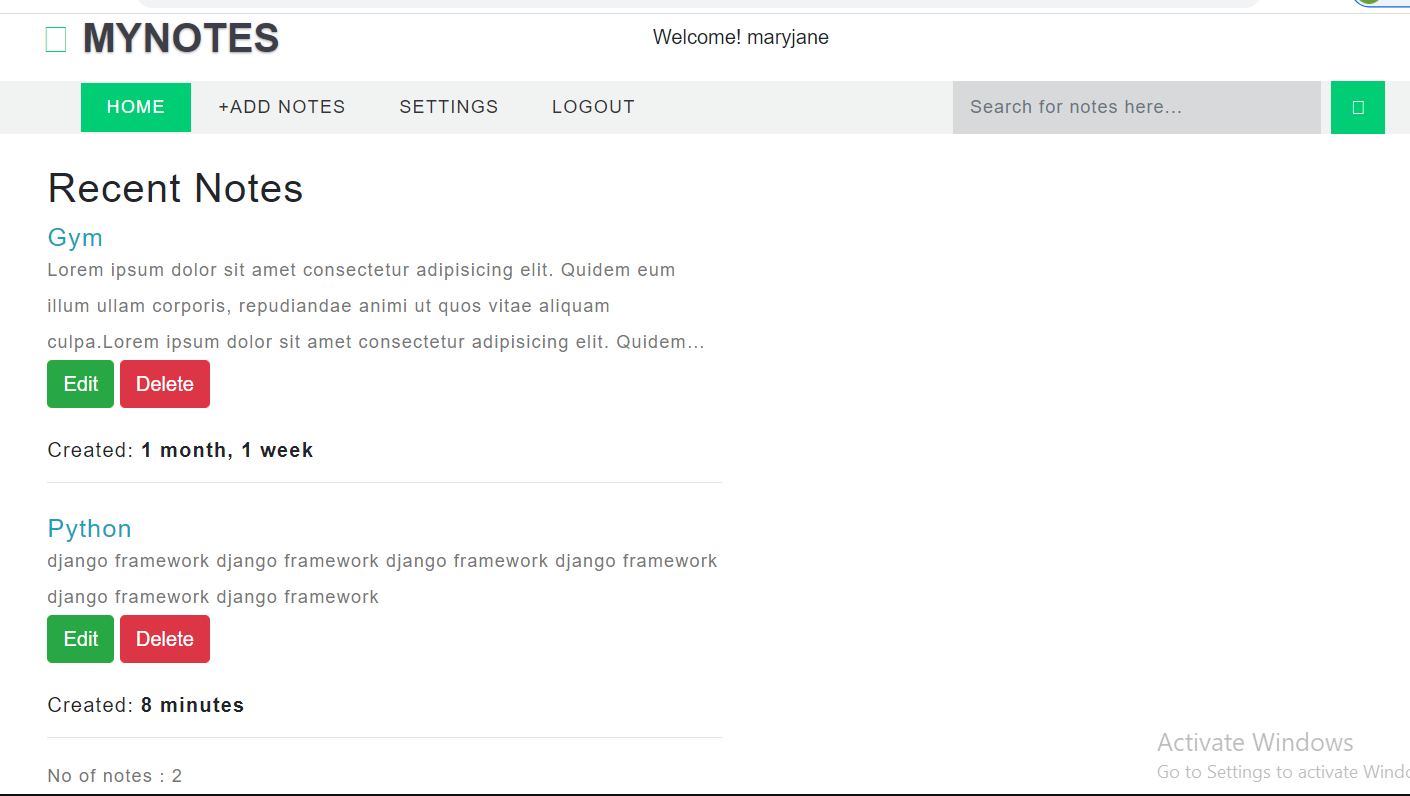 MYNOTES
Welcome! maryjane
HOME
+ADD NOTES
SETTINGS
LOGOUT
Search for notes here...
Recent Notes
Gym
Lorem ipsum dolor sit amet consectetur adipisicing elit. Quidem eum
illum ullam corporis, repudiandae animi ut quos vitae aliquam
culpa.Lorem ipsum dolor sit amet consectetur adipisicing elit. Quidem...
Edit
Delete
Created: 1 month, 1 week
Python
django framework django framework django framework django framework
django framework django framework
Edit
Delete
Created: 8 minutes
No of notes : 2
Activate Windows
Go to Settings to activate